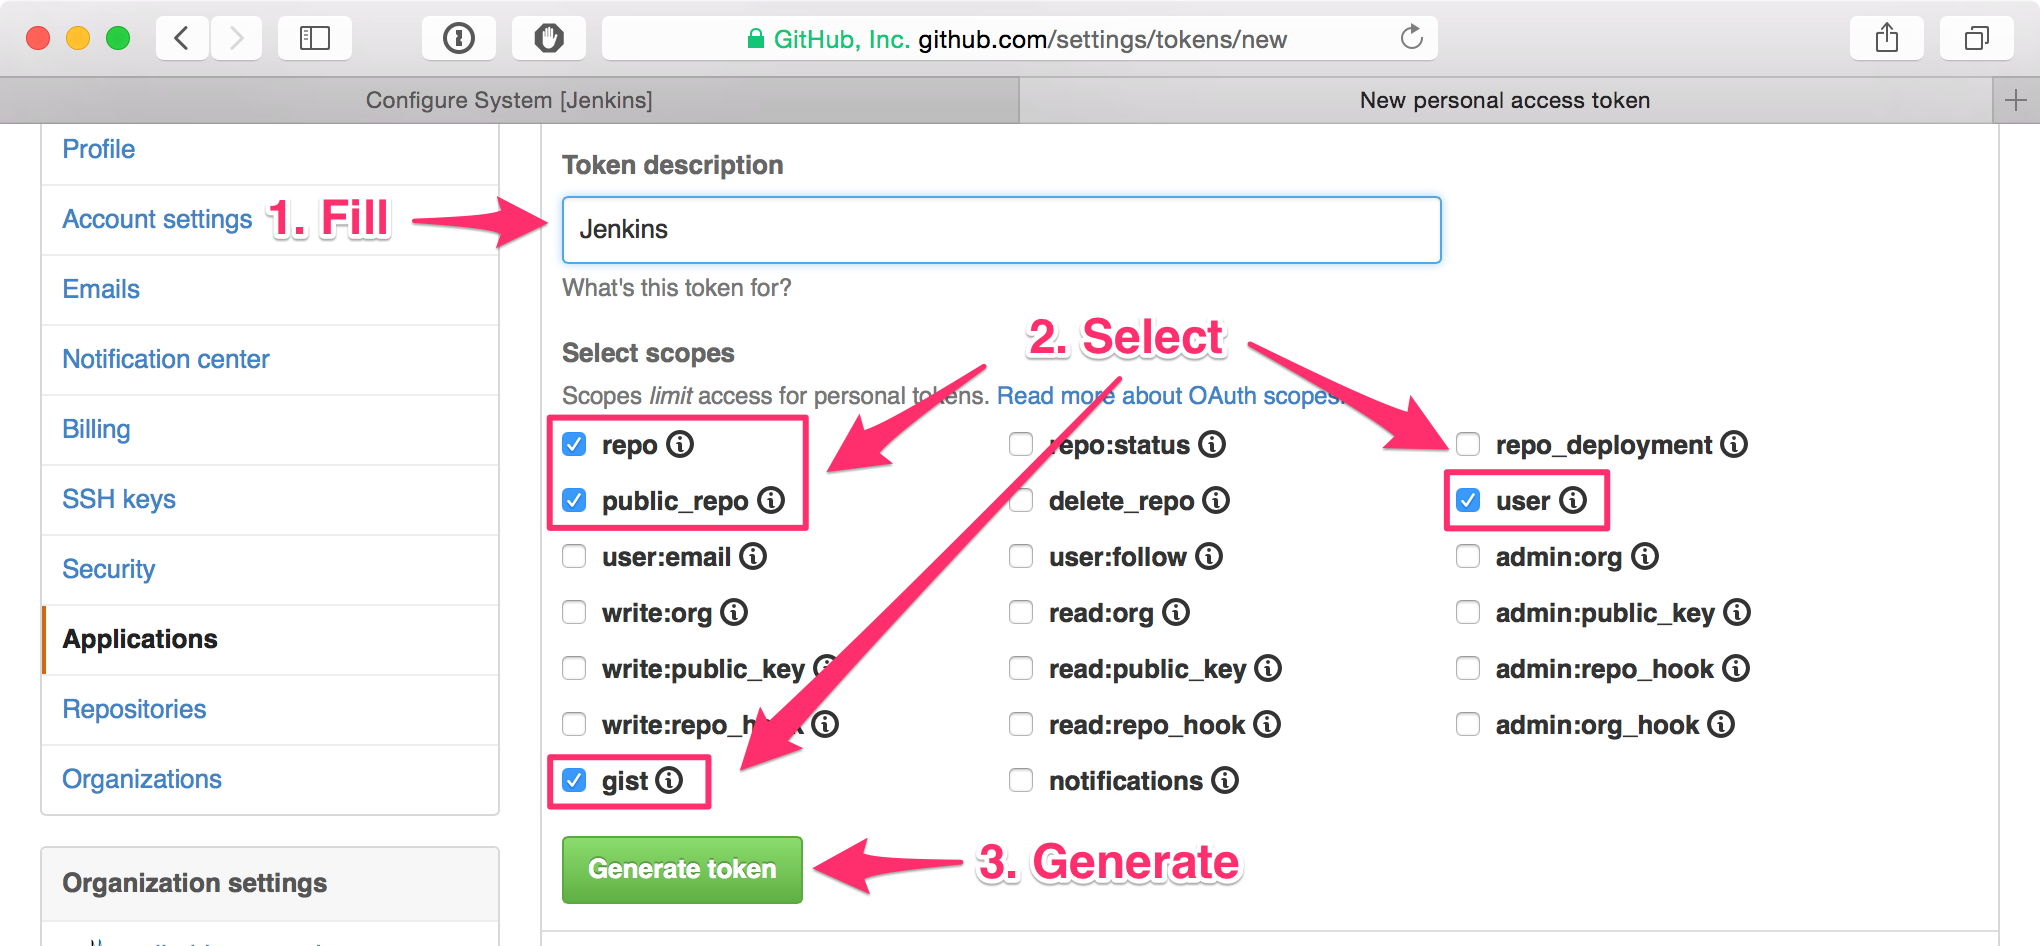 GitHub, Inc. github.com/settings/tokens/new
Configure System [Jenkins]
New personal access token
Profile
Account settings
Emails
Notification center
Billing
SSH keys
Security
Applications
Repositories
Organizations
Organization settings
1. Fill
Token description
Jenkins
What's this token for?
2. Select
Select scopes
Scopes limit access for personal tokens. Read more about OAuth scopes.
repo repo:status repo_deployment
public_repo delete_repo user
user:email user:follow admin:org
write:org read:org admin:public_key
write:public_key read:public_key admin:repo_hook
write:repo_hook read:repo_hook admin:org_hook
gist notifications
Generate token
3. Generate